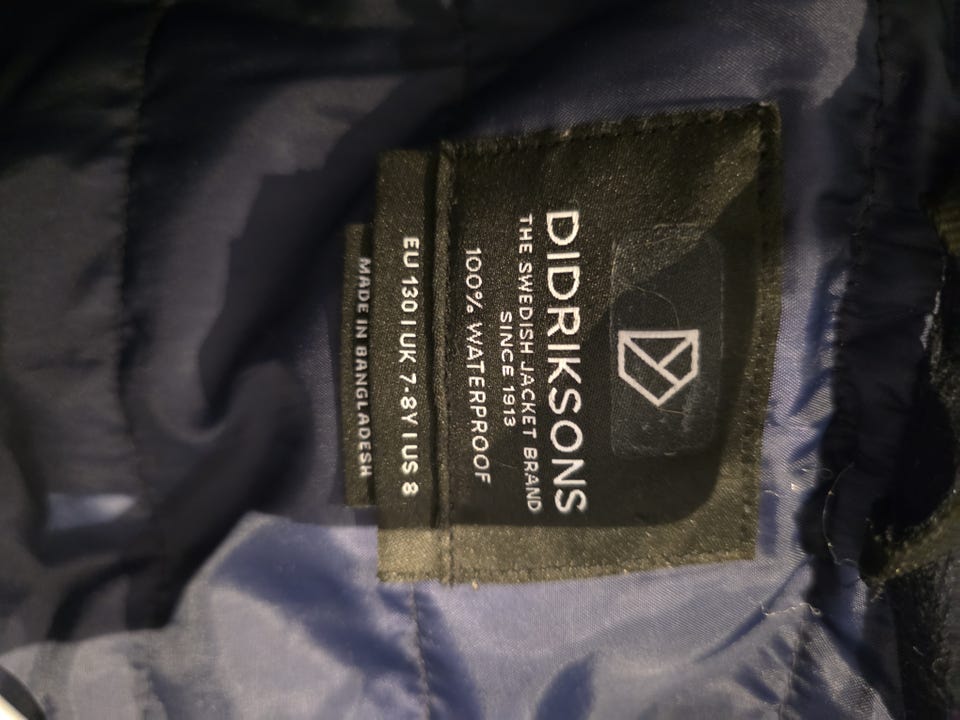 DIDRIKSONS
THE SWEDISH JACKET BRAND
SINCE 1913
100% WATERPROOF
EU 130 | UK 7-8Y | US 8
MADE IN BANGLADESH